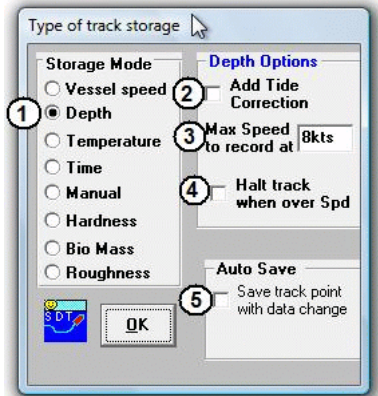 Type of track storage
Storage Mode
Vessel speed
1
Depth
Temperature
Time
Manual
Hardness
Bio Mass
Roughness
SDT
OK
Depth Options
2
Add Tide
Correction
3
Max Speed
to record at
8kts
4
Halt track
when over Spd
Auto Save
5
Save track point
with data change